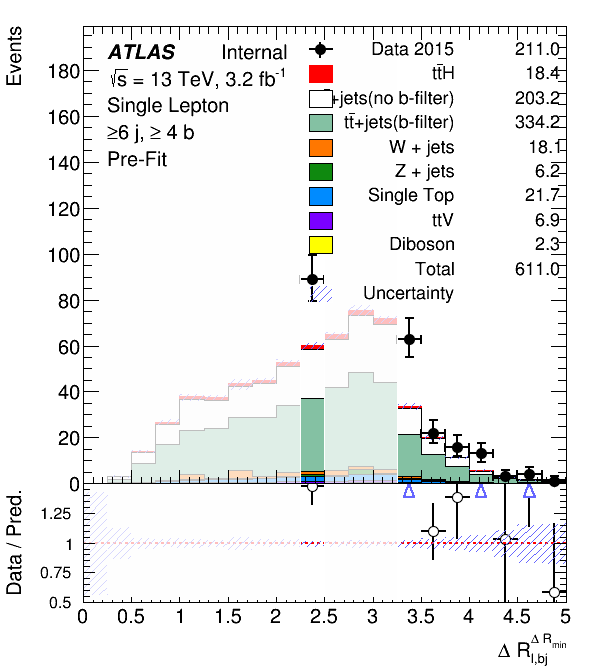 ATLAS Internal
√s = 13 TeV, 3.2 fb⁻¹
Single Lepton
≥6 j, ≥ 4 b
Pre-Fit
Data 2015 211.0
tt̄H 18.4
+jets(no b-filter) 203.2
tt̄+jets(b-filter) 334.2
W + jets 18.1
Z + jets 6.2
Single Top 21.7
ttV 6.9
Diboson 2.3
Total 611.0
Uncertainty
Events
180
160
140
120
100
80
60
40
20
0
Data / Pred.
1.25
1
0.75
0.5
0 0.5 1 1.5 2 2.5 3 3.5 4 4.5 5
Δ R_{l,bj}^{Δ R_{min}}